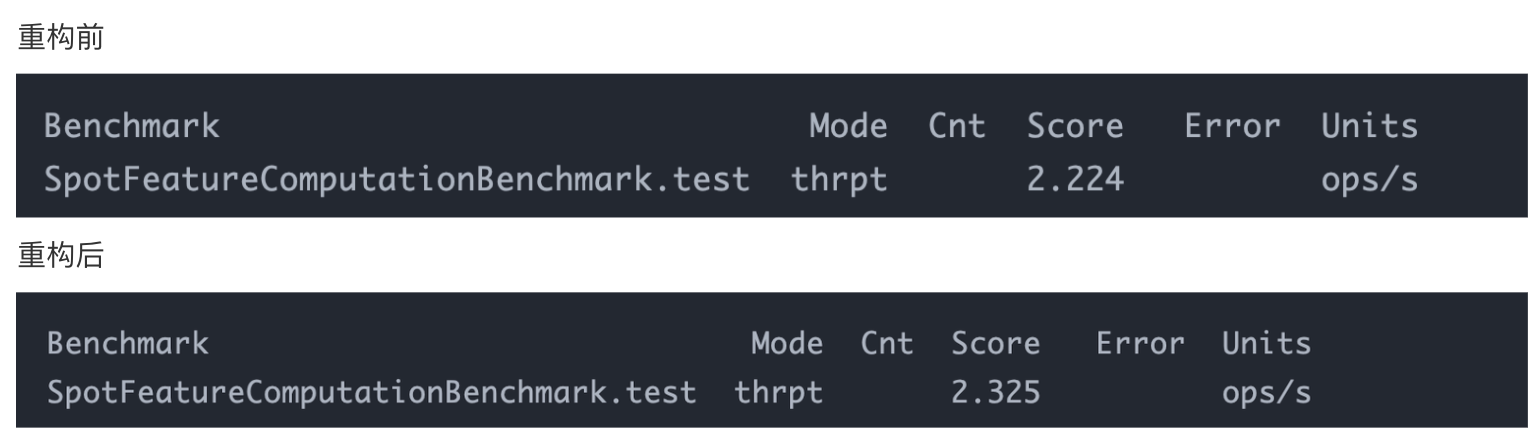 重构前
Benchmark Mode Cnt Score Error Units
SpotFeatureComputationBenchmark.test thrpt 2.224 ops/s
重构后
Benchmark Mode Cnt Score Error Units
SpotFeatureComputationBenchmark.test thrpt 2.325 ops/s